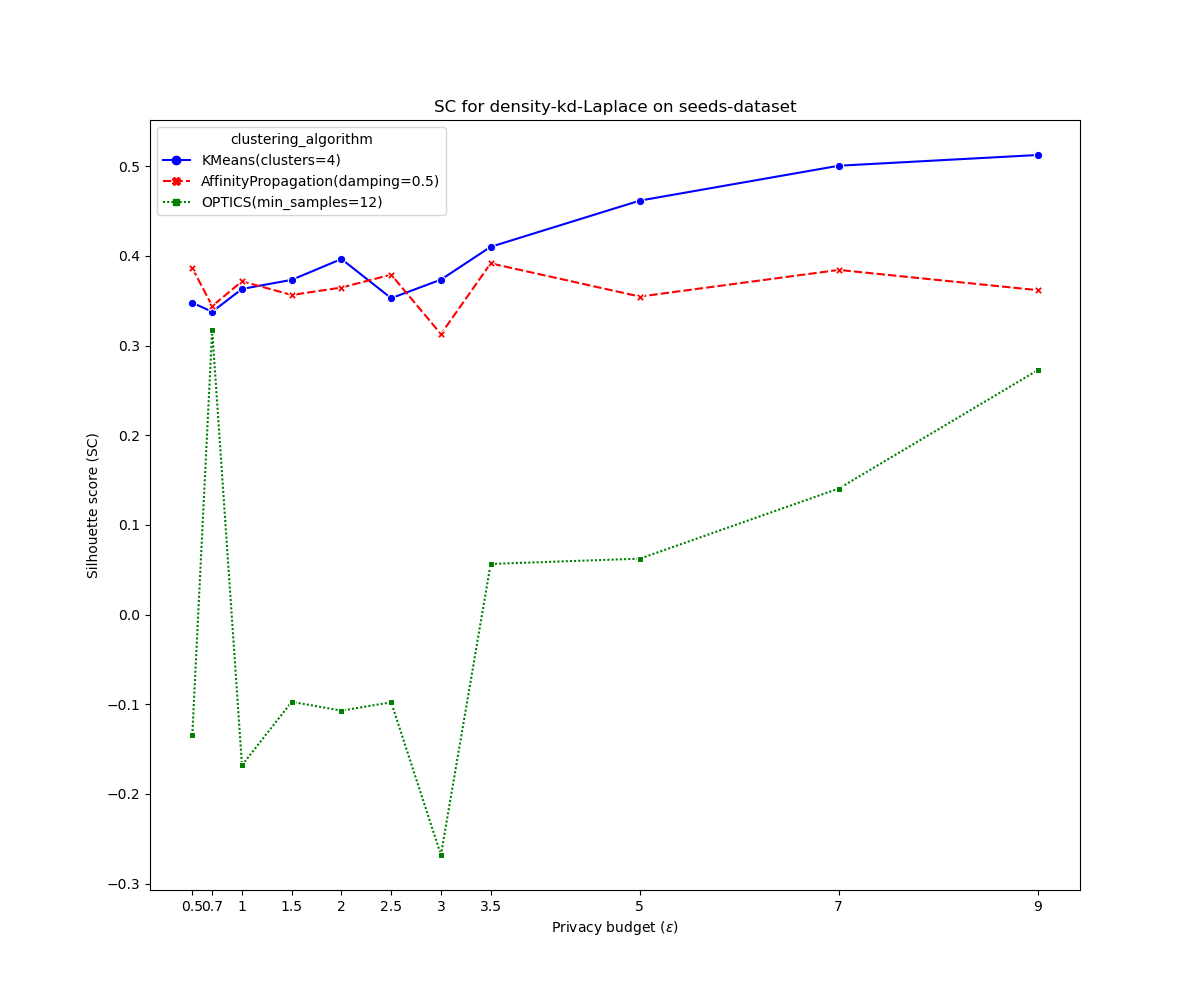 SC for density-kd-Laplace on seeds-dataset
clustering_algorithm
KMeans(clusters=4)
AffinityPropagation(damping=0.5)
OPTICS(min_samples=12)
Silhouette score (SC)
0.5
0.4
0.3
0.2
0.1
0.0
−0.1
−0.2
−0.3
0.5 0.7 1 1.5 2 2.5 3 3.5 5 7 9
Privacy budget (ε)